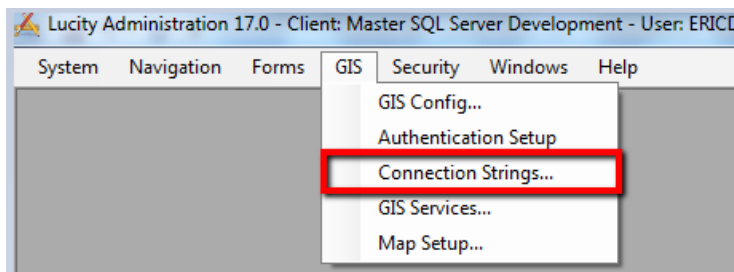 Lucity Administration 17.0 - Client: Master SQL Server Development - User: ERICD
System Navigation Forms GIS Security Windows Help
GIS Config...
Authentication Setup
Connection Strings...
GIS Services...
Map Setup...